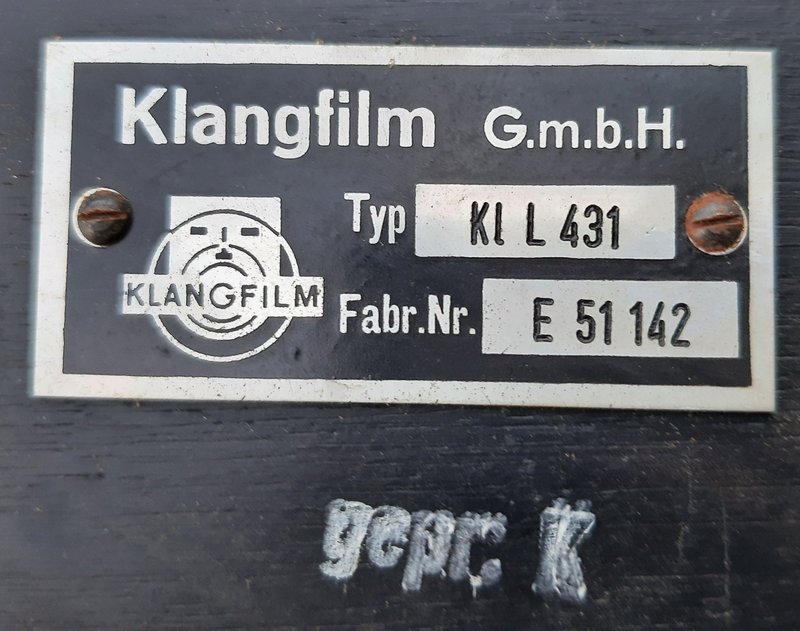 Klangfilm G.m.b.H.
Typ Kl L 431
KLANGFILM
Fabr.Nr. E 51 142
gepr. K